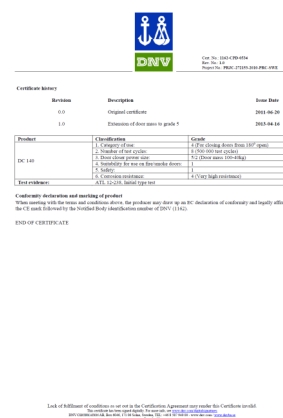 DNV
Cert. No.: 1162-CPD-0534
Rev. No.: 1.0
Project No.: PRJC-272355-2010-PRC-SWE
Certificate history
Revision Description Issue Date
0.0 Original certificate 2011-06-20
1.0 Extension of door mass to grade 5 2013-04-16
Product Classification Grade
DC 140
1. Category of use: 4 (For closing doors from 180° open)
2. Number of test cycles: 8 (500 000 test cycles)
3. Door closer power size: 5/2 (Door mass 100-40kg)
4. Suitability for use on fire/smoke doors: 1
5. Safety: 1
6. Corrosion resistance: 4 (Very high resistance)
Test evidence: ATL 12-230, Initial type test
Conformity declaration and marking of product
When meeting with the terms and conditions above, the producer may draw up an EC declaration of conformity and legally affi
the CE mark followed by the Notified Body identification number of DNV (1162).
END OF CERTIFICATE
Lack of fulfilment of conditions as set out in the Certification Agreement may render this Certificate invalid.